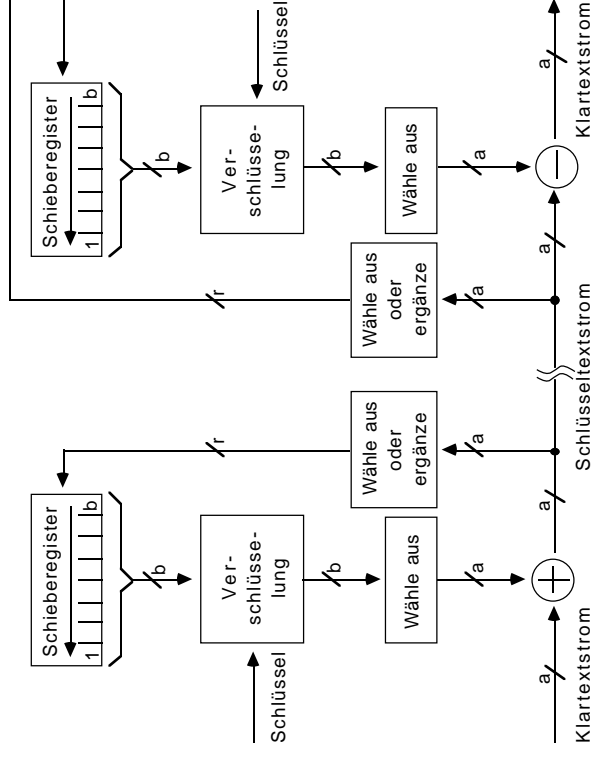 Schieberegister
1
b
b
Ver-
schlüsse-
lung
Schlüssel
b
Wähle aus
a
Klartextstrom
a
a
Wähle aus
oder
ergänze
a
r
Schlüsseltextstrom
Schieberegister
1
b
b
Ver-
schlüsse-
lung
Schlüssel
b
Wähle aus
a
Wähle aus
oder
ergänze
a
r
a
a
Klartextstrom